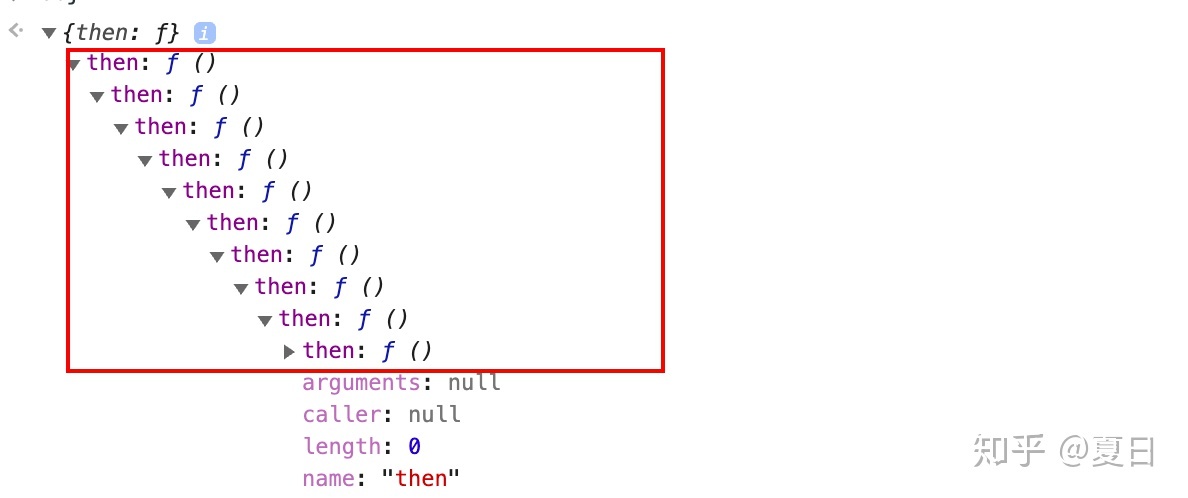 {then: ƒ} i
then: ƒ ()
then: ƒ ()
then: ƒ ()
then: ƒ ()
then: ƒ ()
then: ƒ ()
then: ƒ ()
then: ƒ ()
then: ƒ ()
then: ƒ ()
arguments: null
caller: null
length: 0
name: "then"
知乎 @夏日